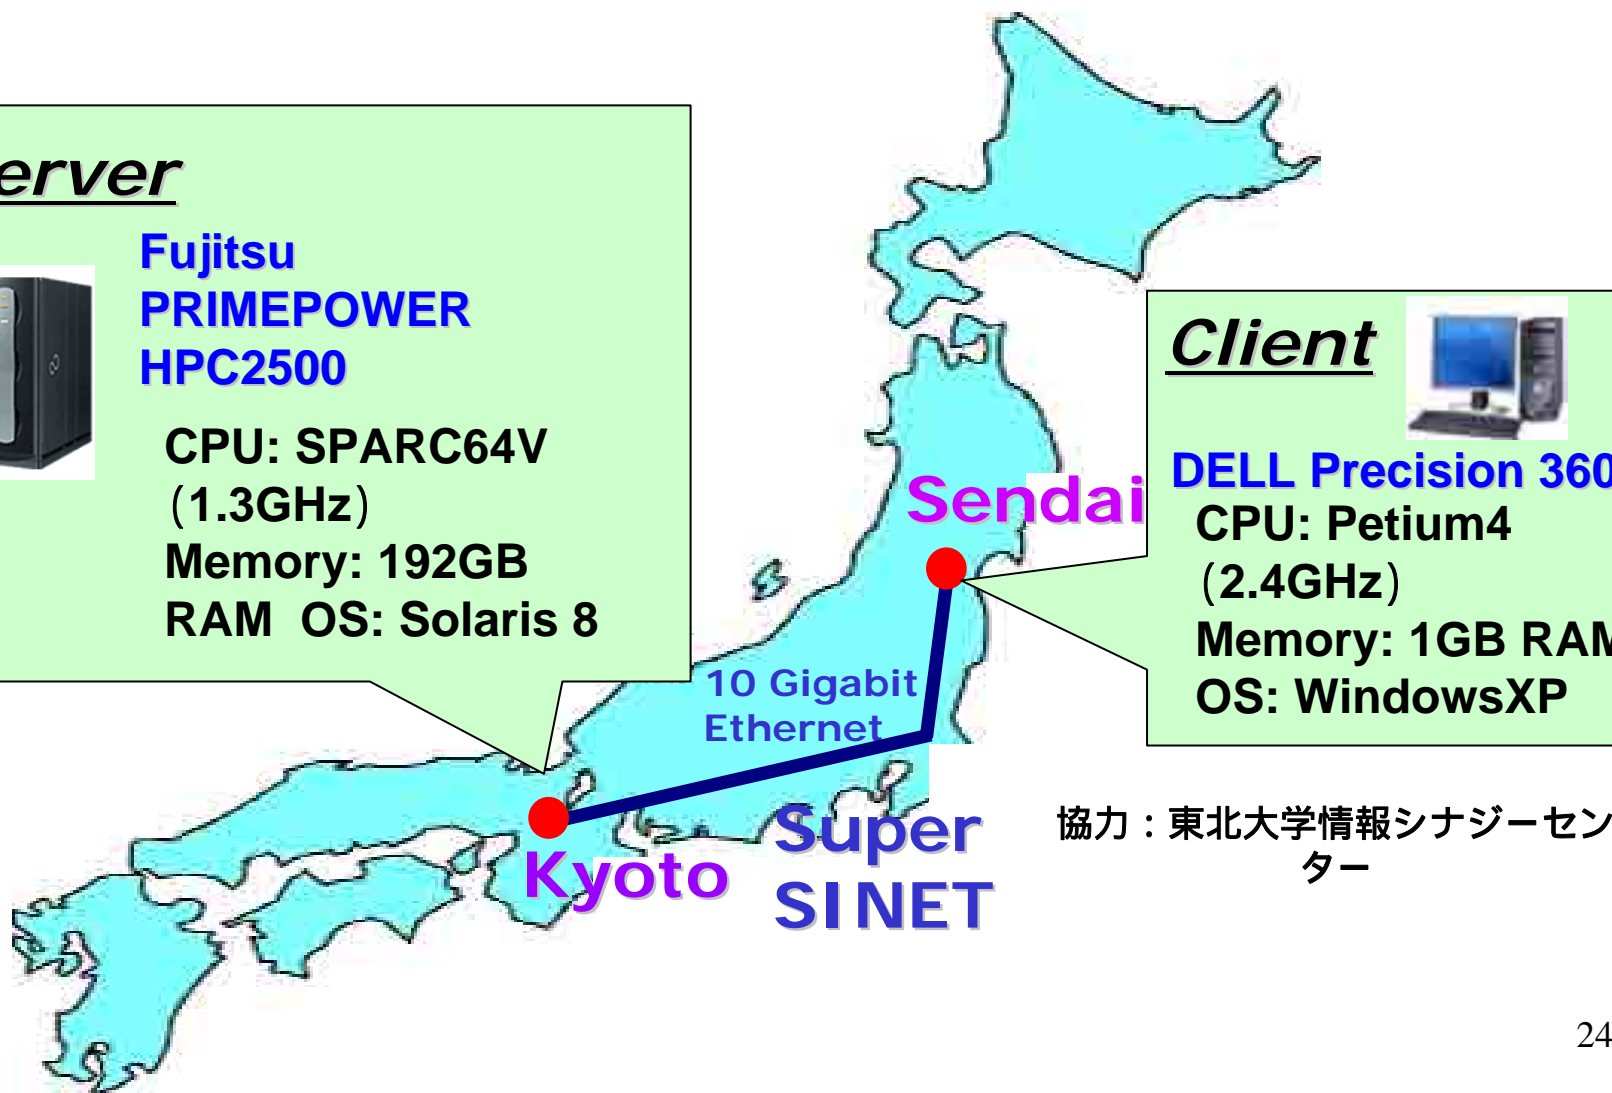 erver
Fujitsu
PRIMEPOWER
HPC2500
CPU: SPARC64V
(1.3GHz)
Memory: 192GB
RAM OS: Solaris 8
Client
DELL Precision 360
CPU: Petium4
(2.4GHz)
Memory: 1GB RAM
OS: WindowsXP
Sendai
10 Gigabit
Ethernet
Kyoto
Super
SINET
協力：東北大学情報シナジーセン
ター
24